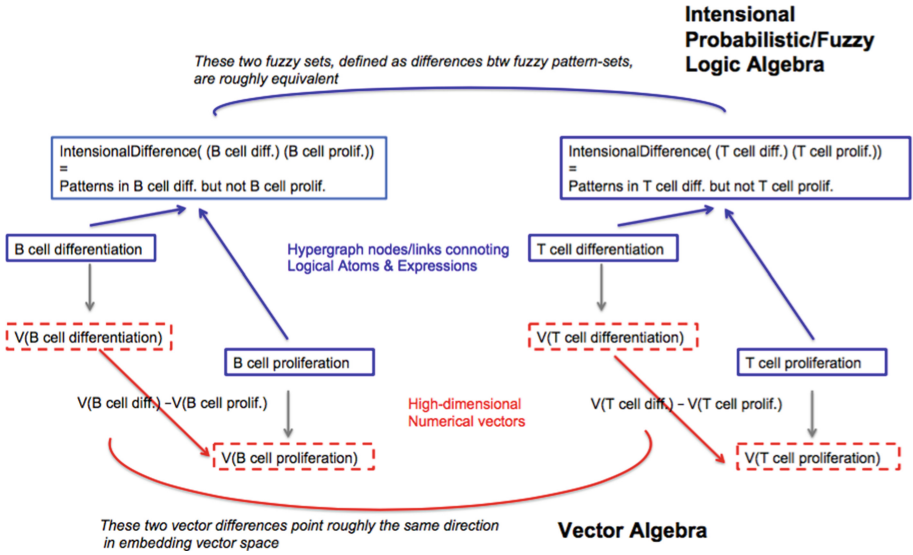 Intensional
Probabilistic/Fuzzy
Logic Algebra
These two fuzzy sets, defined as differences btw fuzzy pattern-sets,
are roughly equivalent
IntensionalDifference( (B cell diff.) (B cell prolif.))
=
Patterns in B cell diff. but not B cell prolif.
IntensionalDifference( (T cell diff.) (T cell prolif.))
=
Patterns in T cell diff. but not T cell prolif.
B cell differentiation
Hypergraph nodes/links connoting
Logical Atoms & Expressions
T cell differentiation
V(B cell differentiation)
V(T cell differentiation)
B cell proliferation
T cell proliferation
V(B cell diff.) –V(B cell prolif.)
High-dimensional
Numerical vectors
V(T cell diff.) – V(T cell prolif.)
V(B cell proliferation)
V(T cell proliferation)
These two vector differences point roughly the same direction
in embedding vector space
Vector Algebra